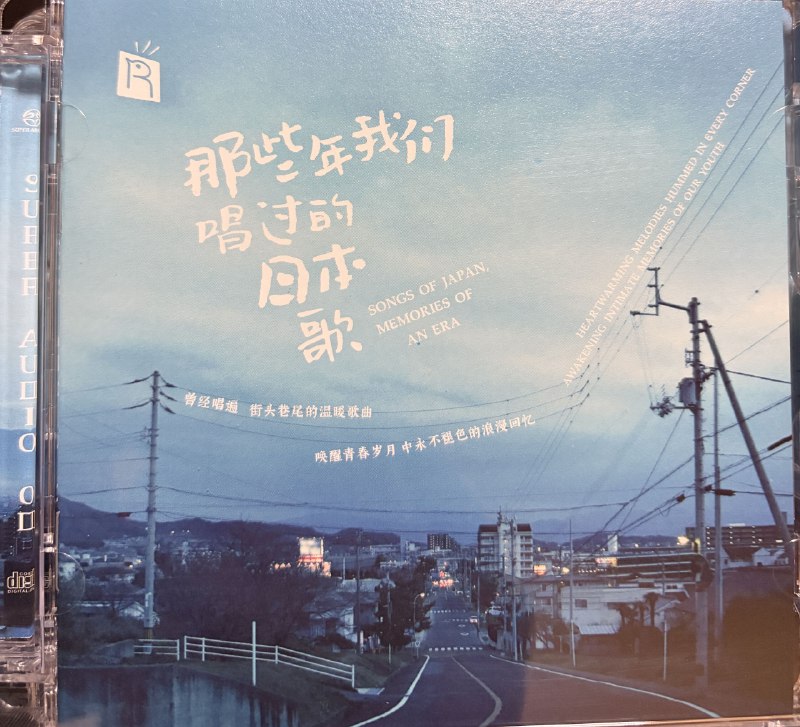 R
那些年我们
唱过的
日本
歌
SONGS OF JAPAN,
MEMORIES OF
AN ERA
HEARTWARMING MELODIES HUMMED IN EVERY CORNER
AWAKENING INTIMATE MEMORIES OF OUR YOUTH
曾经唱遍 街头巷尾的温暖歌曲
唤醒青春岁月中永不褪色的浪漫回忆
SUPER AUDIO CD